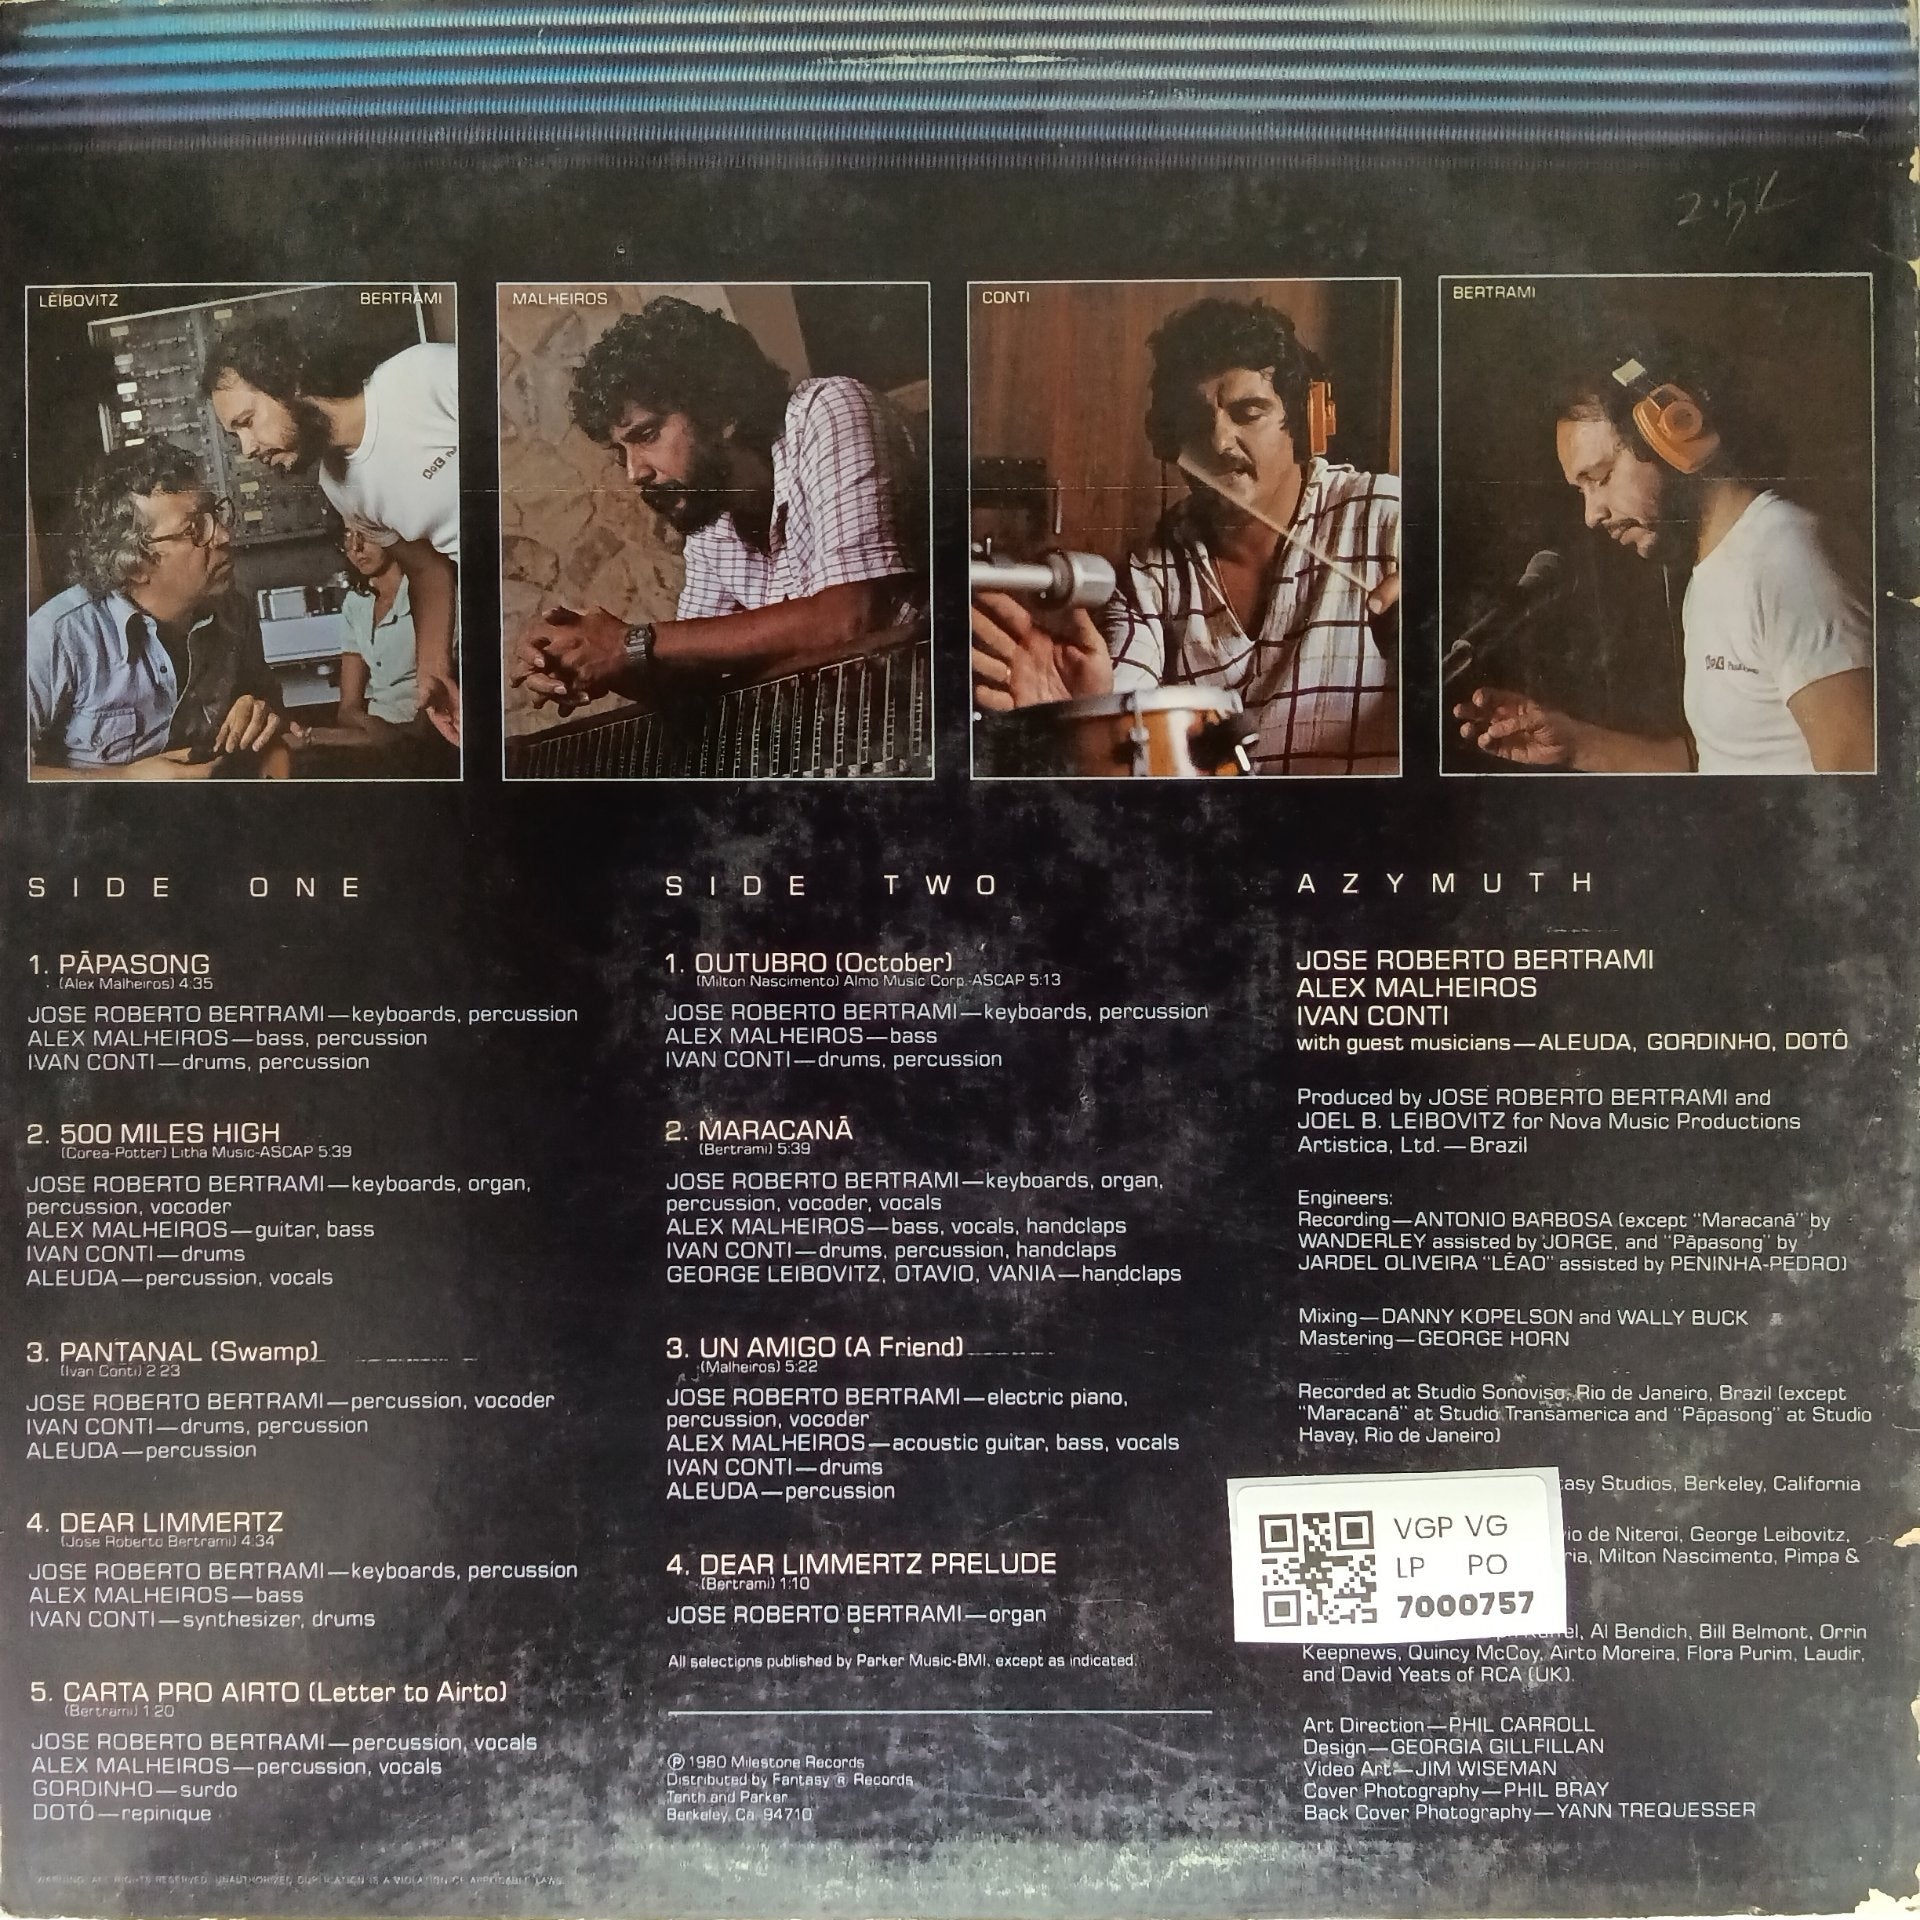 2.5K
LEIBOVITZ BERTRAMI
MALHEIROS
CONTI
BERTRAMI
SIDE ONE
1. PĀPASONG
(Alex Malheiros) 4:35
JOSE ROBERTO BERTRAMI—keyboards, percussion
ALEX MALHEIROS—bass, percussion
IVAN CONTI—drums, percussion
2. 500 MILES HIGH
(Corea-Potter) Litha Music-ASCAP 5:39
JOSE ROBERTO BERTRAMI—keyboards, organ,
percussion, vocoder
ALEX MALHEIROS—guitar, bass
IVAN CONTI—drums
ALEUDA—percussion, vocals
3. PANTANAL (Swamp)
(Ivan Conti) 2:23
JOSE ROBERTO BERTRAMI—percussion, vocoder
IVAN CONTI—drums, percussion
ALEUDA—percussion
4. DEAR LIMMERTZ
(Jose Roberto Bertrami) 4:34
JOSE ROBERTO BERTRAMI—keyboards, percussion
ALEX MALHEIROS—bass
IVAN CONTI—synthesizer, drums
5. CARTA PRO AIRTO (Letter to Airto)
(Bertrami) 1:20
JOSE ROBERTO BERTRAMI—percussion, vocals
ALEX MALHEIROS—percussion, vocals
GORDINHO—surdo
DOTÔ—repinique
WARNING: ALL RIGHTS RESERVED. UNAUTHORIZED DUPLICATION IS A VIOLATION OF APPLICABLE LAWS.
SIDE TWO
1. OUTUBRO (October)
(Milton Nascimento) Almo Music Corp.-ASCAP 5:13
JOSE ROBERTO BERTRAMI—keyboards, percussion
ALEX MALHEIROS—bass
IVAN CONTI—drums, percussion
2. MARACANĀ
(Bertrami) 5:39
JOSE ROBERTO BERTRAMI—keyboards, organ,
percussion, vocoder, vocals
ALEX MALHEIROS—bass, vocals, handclaps
IVAN CONTI—drums, percussion, handclaps
GEORGE LEIBOVITZ, OTAVIO, VANIA—handclaps
3. UN AMIGO (A Friend)
(Malheiros) 5:22
JOSE ROBERTO BERTRAMI—electric piano,
percussion, vocoder
ALEX MALHEIROS—acoustic guitar, bass, vocals
IVAN CONTI—drums
ALEUDA—percussion
4. DEAR LIMMERTZ PRELUDE
(Bertrami) 1:10
JOSE ROBERTO BERTRAMI—organ
All selections published by Parker Music-BMI, except as indicated.
℗ 1980 Milestone Records
Distributed by Fantasy ® Records
Tenth and Parker
Berkeley, Ca. 94710
AZYMUTH
JOSE ROBERTO BERTRAMI
ALEX MALHEIROS
IVAN CONTI
with guest musicians—ALEUDA, GORDINHO, DOTÔ
Produced by JOSE ROBERTO BERTRAMI and
JOEL B. LEIBOVITZ for Nova Music Productions
Artistica, Ltd.—Brazil
Engineers:
Recording—ANTONIO BARBOSA (except "Maracanā" by
WANDERLEY assisted by JORGE, and "Pāpasong" by
JARDEL OLIVEIRA "LĒAO" assisted by PENINHA-PEDRO)
Mixing—DANNY KOPELSON and WALLY BUCK
Mastering—GEORGE HORN
Recorded at Studio Sonoviso, Rio de Janeiro, Brazil (except
"Maracanā" at Studio Transamerica and "Pāpasong" at Studio
Havay, Rio de Janeiro)
Studios, Berkeley, California
de Niteroi, George Leibovitz,
Milton Nascimento, Pimpa &
VGP VG
LP PO
7000757
Al Bendich, Bill Belmont, Orrin
Keepnews, Quincy McCoy, Airto Moreira, Flora Purim, Laudir,
and David Yeats of RCA (UK).
Art Direction—PHIL CARROLL
Design—GEORGIA GILLFILLAN
Video Art—JIM WISEMAN
Cover Photography—PHIL BRAY
Back Cover Photography—YANN TREQUESSER